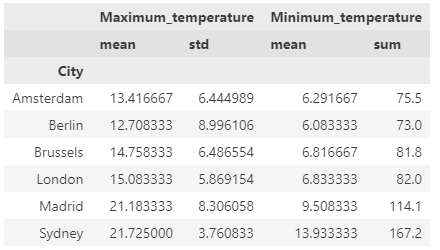 Maximum_temperature Minimum_temperature
mean std mean sum
City
Amsterdam 13.416667 6.444989 6.291667 75.5
Berlin 12.708333 8.996106 6.083333 73.0
Brussels 14.758333 6.486554 6.816667 81.8
London 15.083333 5.869154 6.833333 82.0
Madrid 21.183333 8.306058 9.508333 114.1
Sydney 21.725000 3.760833 13.933333 167.2